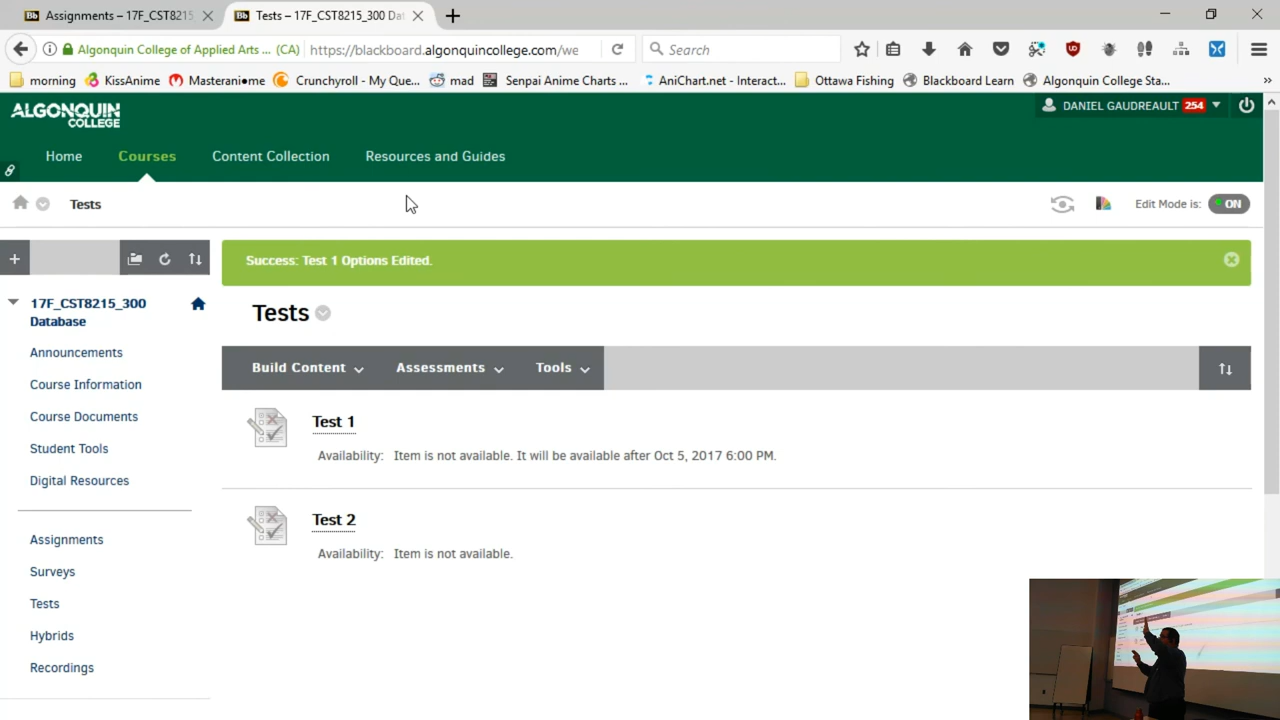 Assignments – 17F_CST8215
Tests – 17F_CST8215_300 Dat
Algonquin College of Applied Arts ... (CA)
https://blackboard.algonquincollege.com/we
Search
morning
KissAnime
Masterani●me
Crunchyroll - My Que...
mad
Senpai Anime Charts ...
AniChart.net - Interact...
Ottawa Fishing
Blackboard Learn
Algonquin College Sta...
ALGONQUIN
COLLEGE
DANIEL GAUDREAULT 254
Home
Courses
Content Collection
Resources and Guides
Tests
Edit Mode is:
ON
Success: Test 1 Options Edited.
17F_CST8215_300
Database
Announcements
Course Information
Course Documents
Student Tools
Digital Resources
Assignments
Surveys
Tests
Hybrids
Recordings
Tests
Build Content
Assessments
Tools
Test 1
Availability: Item is not available. It will be available after Oct 5, 2017 6:00 PM.
Test 2
Availability: Item is not available.